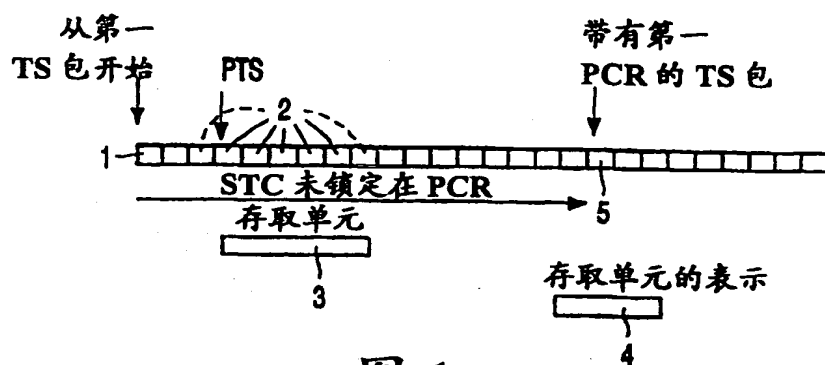 从第一
TS 包开始
PTS
带有第一
PCR 的 TS 包
2
1
STC 未锁定在 PCR
5
存取单元
3
存取单元的表示
4